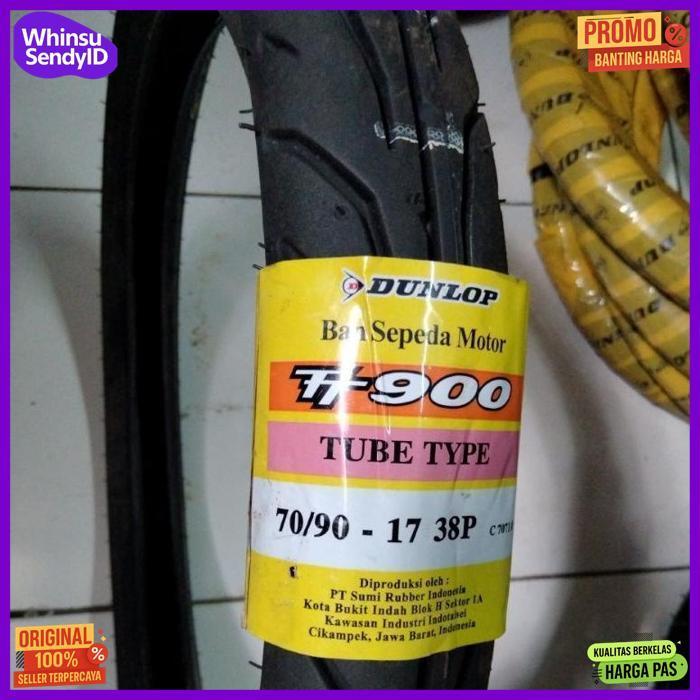 Whinsu
SendyID
PROMO
BANTING HARGA
DUNLOP
Ban Sepeda Motor
TT900
TUBE TYPE
70/90 - 17 38P
Diproduksi oleh :
PT Sumi Rubber Indonesia
Kota Bukit Indah Blok H Sektor IA
Kawasan Industri Indotaisei
Cikampek, Jawa Barat, Indonesia
DUNLOP
ORIGINAL
100%
SELLER TERPERCAYA
KUALITAS BERKELAS
HARGA PAS